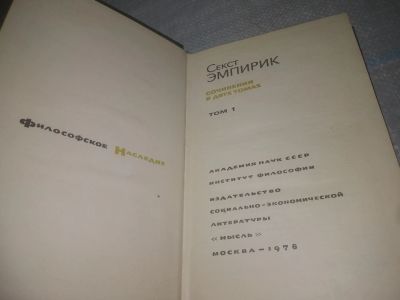 Философское Наследие
Секст
ЭМПИРИК
СОЧИНЕНИЯ
В ДВУХ ТОМАХ
ТОМ 1
АКАДЕМИЯ НАУК СССР
ИНСТИТУТ ФИЛОСОФИИ
ИЗДАТЕЛЬСТВО
СОЦИАЛЬНО-ЭКОНОМИЧЕСКОЙ
ЛИТЕРАТУРЫ
«МЫСЛЬ»
МОСКВА-1976